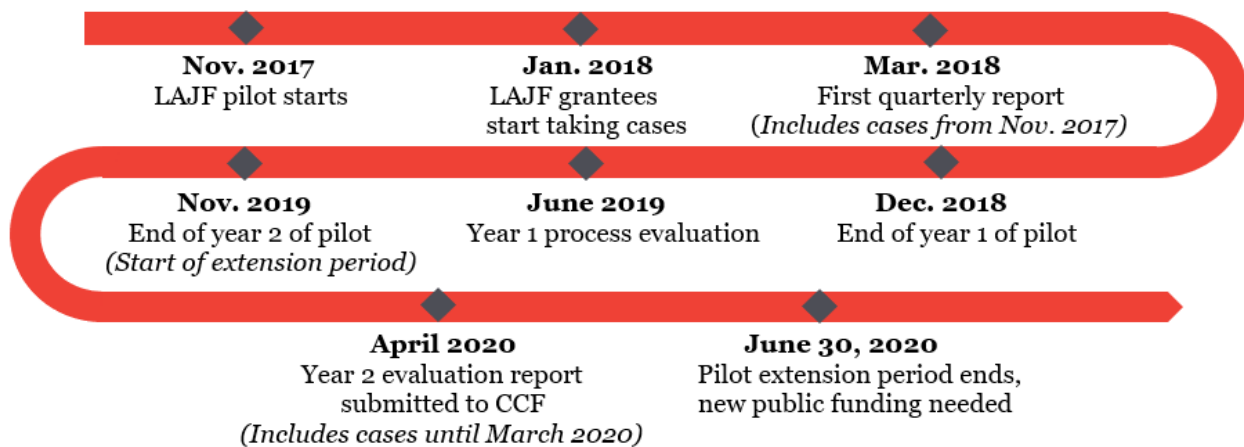 Nov. 2017
LAJF pilot starts
Jan. 2018
LAJF grantees
start taking cases
Mar. 2018
First quarterly report
(Includes cases from Nov. 2017)
Nov. 2019
End of year 2 of pilot
(Start of extension period)
June 2019
Year 1 process evaluation
Dec. 2018
End of year 1 of pilot
April 2020
Year 2 evaluation report
submitted to CCF
(Includes cases until March 2020)
June 30, 2020
Pilot extension period ends,
new public funding needed